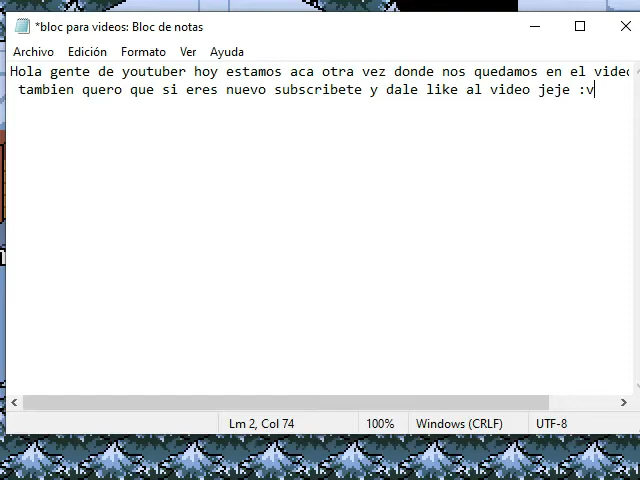 *bloc para videos: Bloc de notas
Archivo Edición Formato Ver Ayuda
Hola gente de youtuber hoy estamos aca otra vez donde nos quedamos en el video
tambien quero que si eres nuevo subscribete y dale like al video jeje :v
Lm 2, Col 74 100% Windows (CRLF) UTF-8